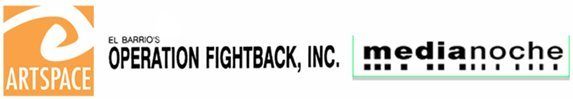 ARTSPACE
EL BARRIO'S
OPERATION FIGHTBACK, INC.
medianoche